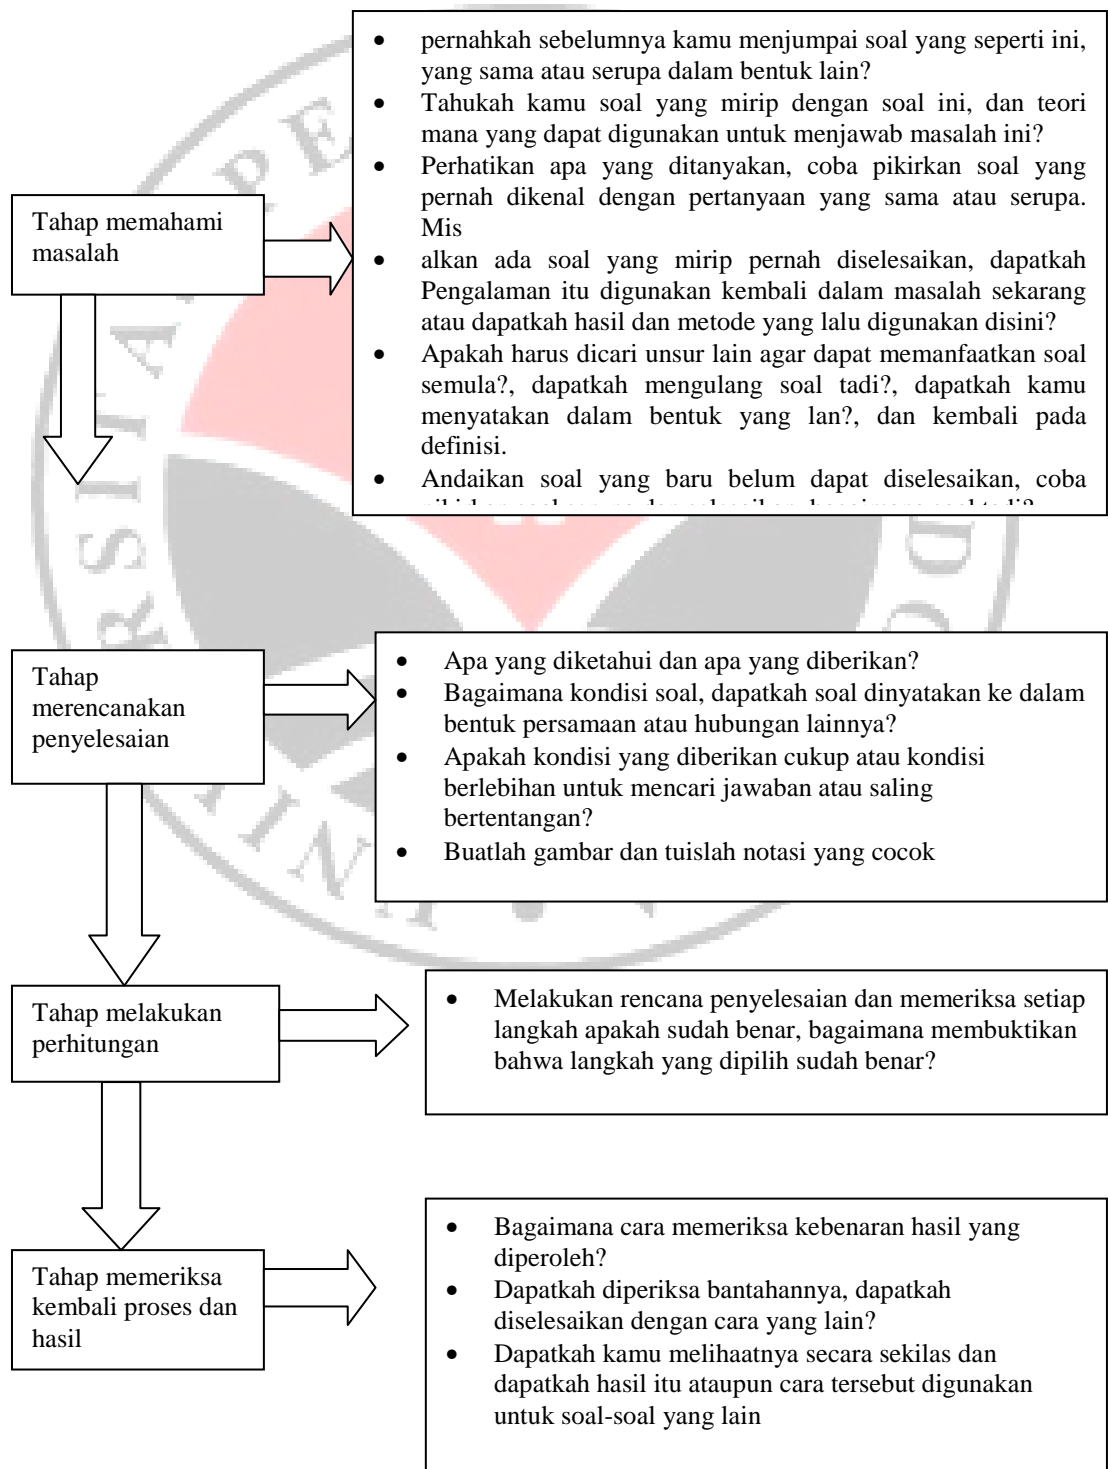 • pernahkah sebelumnya kamu menjumpai soal yang seperti ini,
yang sama atau serupa dalam bentuk lain?
• Tahukah kamu soal yang mirip dengan soal ini, dan teori
mana yang dapat digunakan untuk menjawab masalah ini?
• Perhatikan apa yang ditanyakan, coba pikirkan soal yang
pernah dikenal dengan pertanyaan yang sama atau serupa.
Mis
• alkan ada soal yang mirip pernah diselesaikan, dapatkah
Pengalaman itu digunakan kembali dalam masalah sekarang
atau dapatkah hasil dan metode yang lalu digunakan disini?
• Apakah harus dicari unsur lain agar dapat memanfaatkan soal
semula?, dapatkah mengulang soal tadi?, dapatkah kamu
menyatakan dalam bentuk yang lan?, dan kembali pada
definisi.
• Andaikan soal yang baru belum dapat diselesaikan, coba
Tahap memahami
masalah
Tahap
merencanakan
penyelesaian
• Apa yang diketahui dan apa yang diberikan?
• Bagaimana kondisi soal, dapatkah soal dinyatakan ke dalam
bentuk persamaan atau hubungan lainnya?
• Apakah kondisi yang diberikan cukup atau kondisi
berlebihan untuk mencari jawaban atau saling
bertentangan?
• Buatlah gambar dan tuislah notasi yang cocok
Tahap melakukan
perhitungan
• Melakukan rencana penyelesaian dan memeriksa setiap
langkah apakah sudah benar, bagaimana membuktikan
bahwa langkah yang dipilih sudah benar?
Tahap memeriksa
kembali proses dan
hasil
• Bagaimana cara memeriksa kebenaran hasil yang
diperoleh?
• Dapatkah diperiksa bantahannya, dapatkah
diselesaikan dengan cara yang lain?
• Dapatkah kamu melihaatnya secara sekilas dan
dapatkah hasil itu ataupun cara tersebut digunakan
untuk soal-soal yang lain